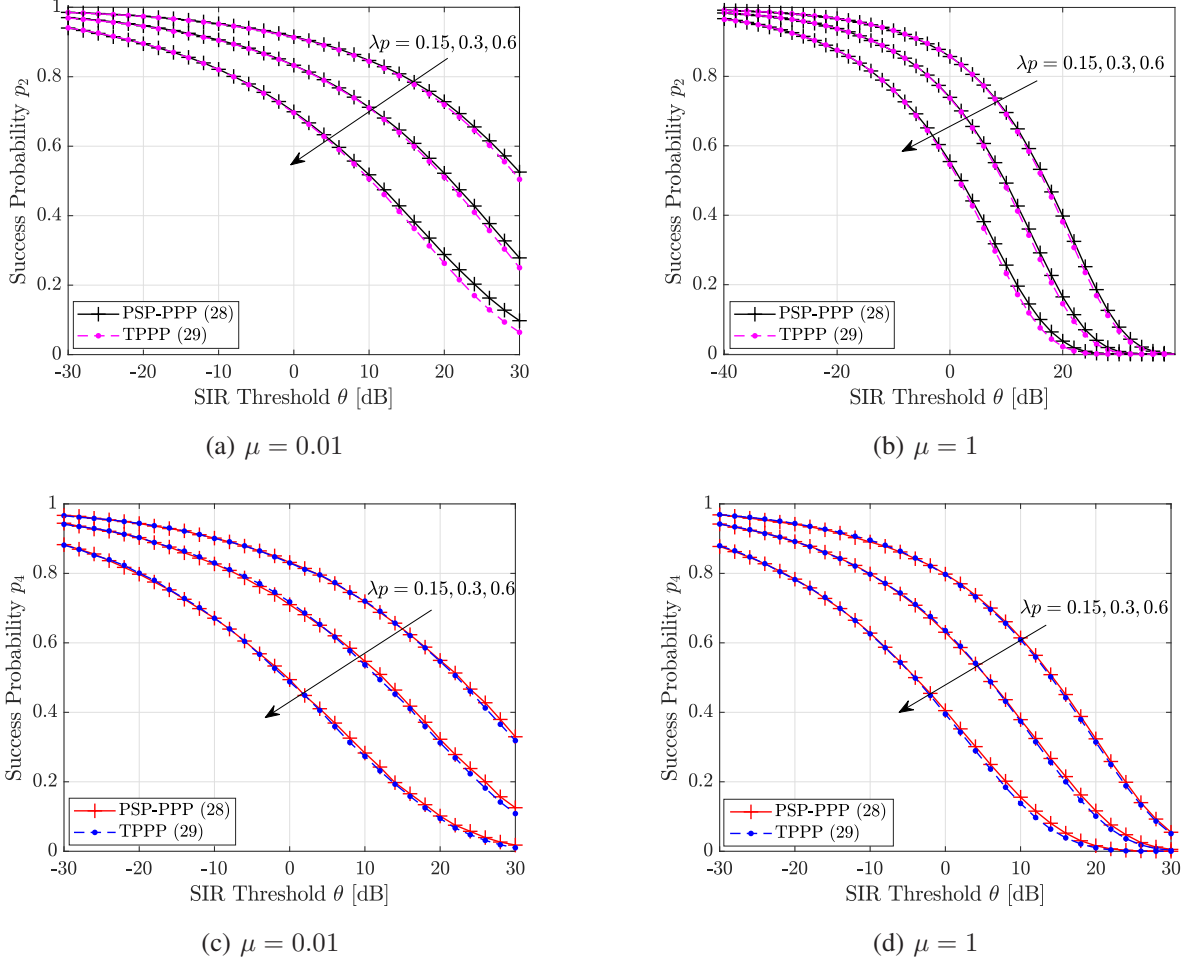 1
0.8
0.6
0.4
0.2
0
Success Probability p₂
λp = 0.15, 0.3, 0.6
PSP-PPP (28)
TPPP (29)
-30 -20 -10 0 10 20 30
SIR Threshold θ [dB]
(a) μ = 0.01
1
0.8
0.6
0.4
0.2
0
Success Probability p₂
λp = 0.15, 0.3, 0.6
PSP-PPP (28)
TPPP (29)
-40 -20 0 20
SIR Threshold θ [dB]
(b) μ = 1
1
0.8
0.6
0.4
0.2
0
Success Probability p₄
λp = 0.15, 0.3, 0.6
PSP-PPP (28)
TPPP (29)
-30 -20 -10 0 10 20 30
SIR Threshold θ [dB]
(c) μ = 0.01
1
0.8
0.6
0.4
0.2
0
Success Probability p₄
λp = 0.15, 0.3, 0.6
PSP-PPP (28)
TPPP (29)
-30 -20 -10 0 10 20 30
SIR Threshold θ [dB]
(d) μ = 1